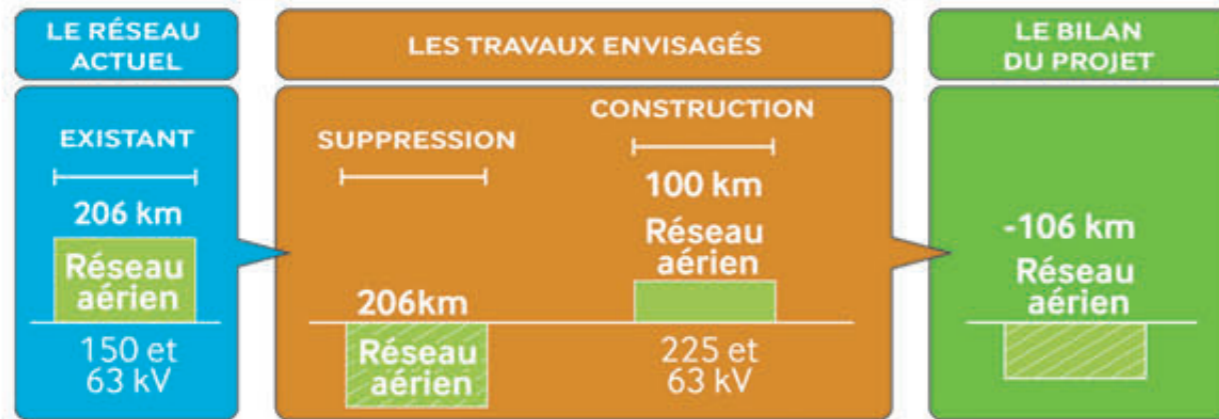 LE RÉSEAU
ACTUEL
EXISTANT
206 km
Réseau
aérien
150 et
63 kV
LES TRAVAUX ENVISAGÉS
SUPPRESSION
206km
Réseau
aérien
CONSTRUCTION
100 km
Réseau
aérien
225 et
63 kV
LE BILAN
DU PROJET
-106 km
Réseau
aérien